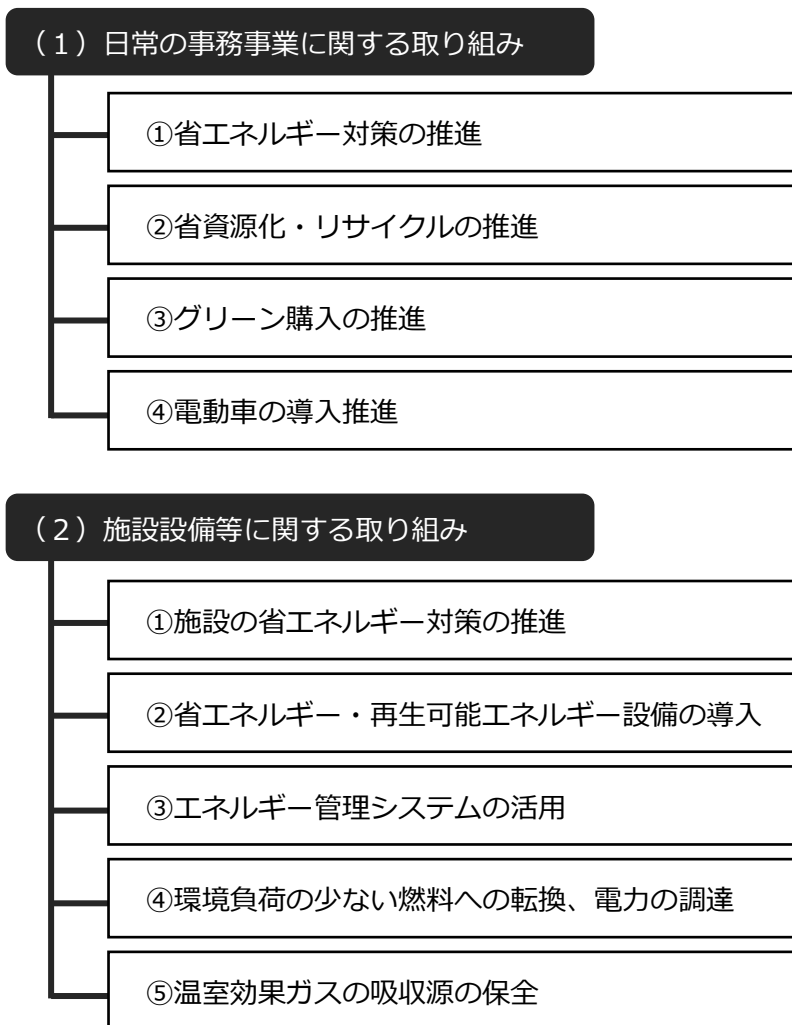 （１）日常の事務事業に関する取り組み
①省エネルギー対策の推進
②省資源化・リサイクルの推進
③グリーン購入の推進
④電動車の導入推進
（２）施設設備等に関する取り組み
①施設の省エネルギー対策の推進
②省エネルギー・再生可能エネルギー設備の導入
③エネルギー管理システムの活用
④環境負荷の少ない燃料への転換、電力の調達
⑤温室効果ガスの吸収源の保全